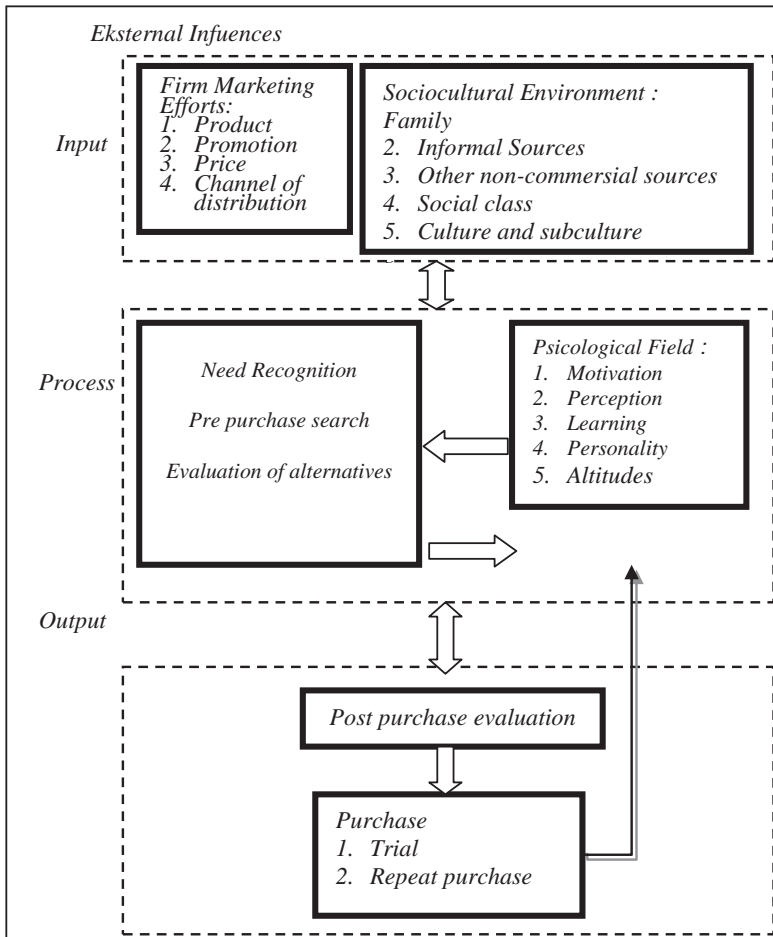 Eksternal Infuences
Input
Firm Marketing
Efforts:
1. Product
2. Promotion
3. Price
4. Channel of
distribution
Sociocultural Environment :
Family
2. Informal Sources
3. Other non-commersial sources
4. Social class
5. Culture and subculture
Process
Need Recognition
Pre purchase search
Evaluation of alternatives
Psicological Field :
1. Motivation
2. Perception
3. Learning
4. Personality
5. Altitudes
Output
Post purchase evaluation
Purchase
1. Trial
2. Repeat purchase